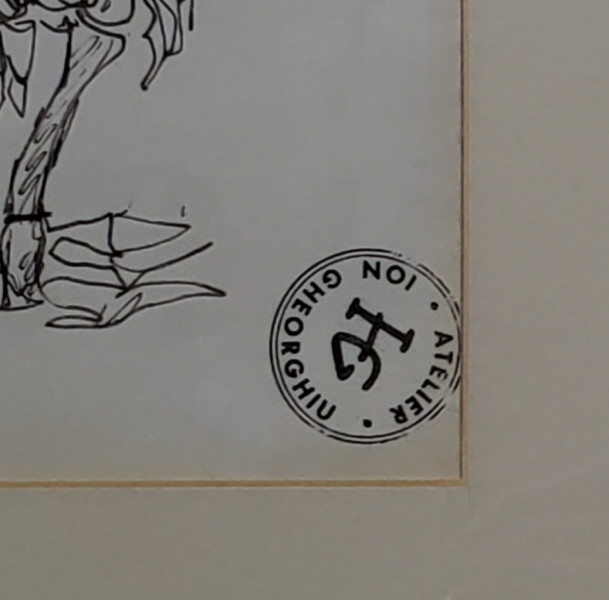 ATELIER • ION GHEORGHIU •